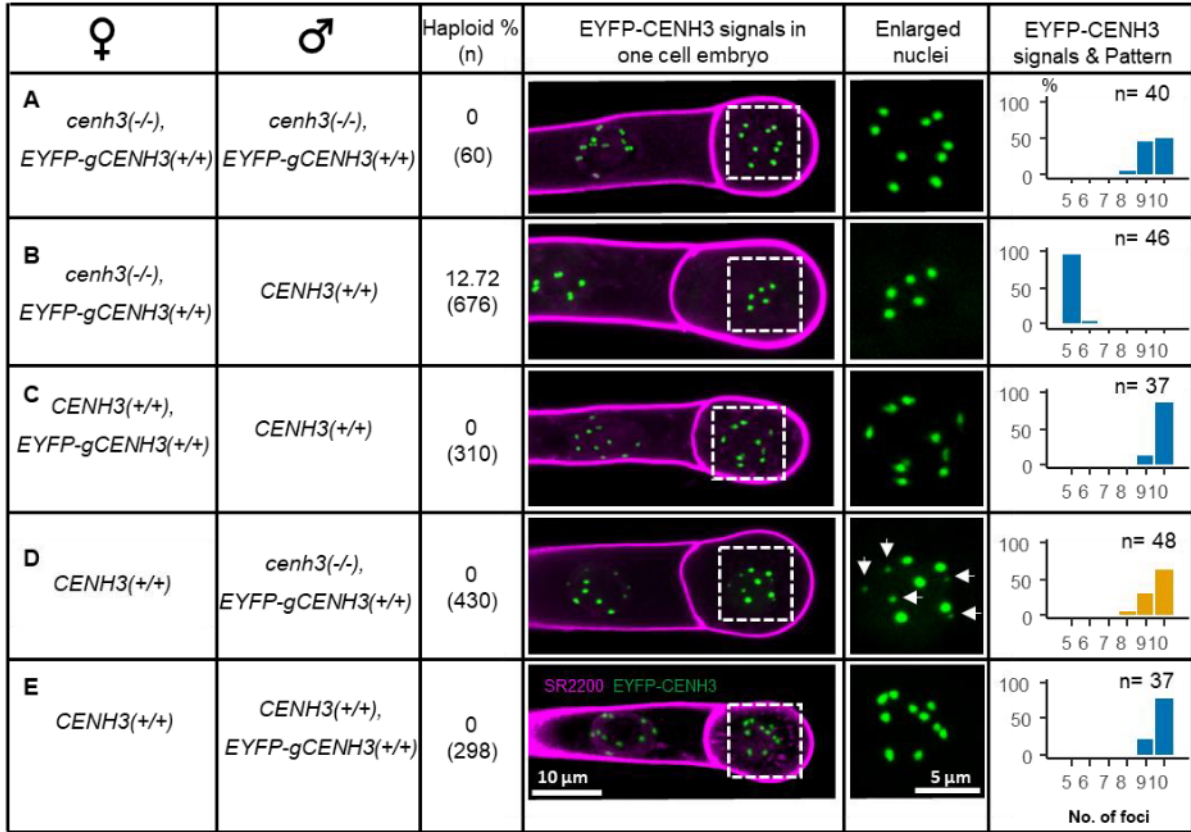 ♀ ♂ Haploid % EYFP-CENH3 signals in Enlarged EYFP-CENH3
(n) one cell embryo nuclei signals & Pattern
A
cenh3(-/-), cenh3(-/-), 0
EYFP-gCENH3(+/+) EYFP-gCENH3(+/+) (60)
% n= 40
100
50
0
5 6 7 8 9 10
B
cenh3(-/-), CENH3(+/+) 12.72
EYFP-gCENH3(+/+) (676)
n= 46
100
50
0
5 6 7 8 9 10
C
CENH3(+/+), CENH3(+/+) 0
EYFP-gCENH3(+/+) (310)
n= 37
100
50
0
5 6 7 8 9 10
D
CENH3(+/+) cenh3(-/-), 0
EYFP-gCENH3(+/+) (430)
n= 48
100
50
0
5 6 7 8 9 10
E
CENH3(+/+) CENH3(+/+), 0
EYFP-gCENH3(+/+) (298)
SR2200 EYFP-CENH3
10 µm 5 µm
n= 37
100
50
0
5 6 7 8 9 10
No. of foci